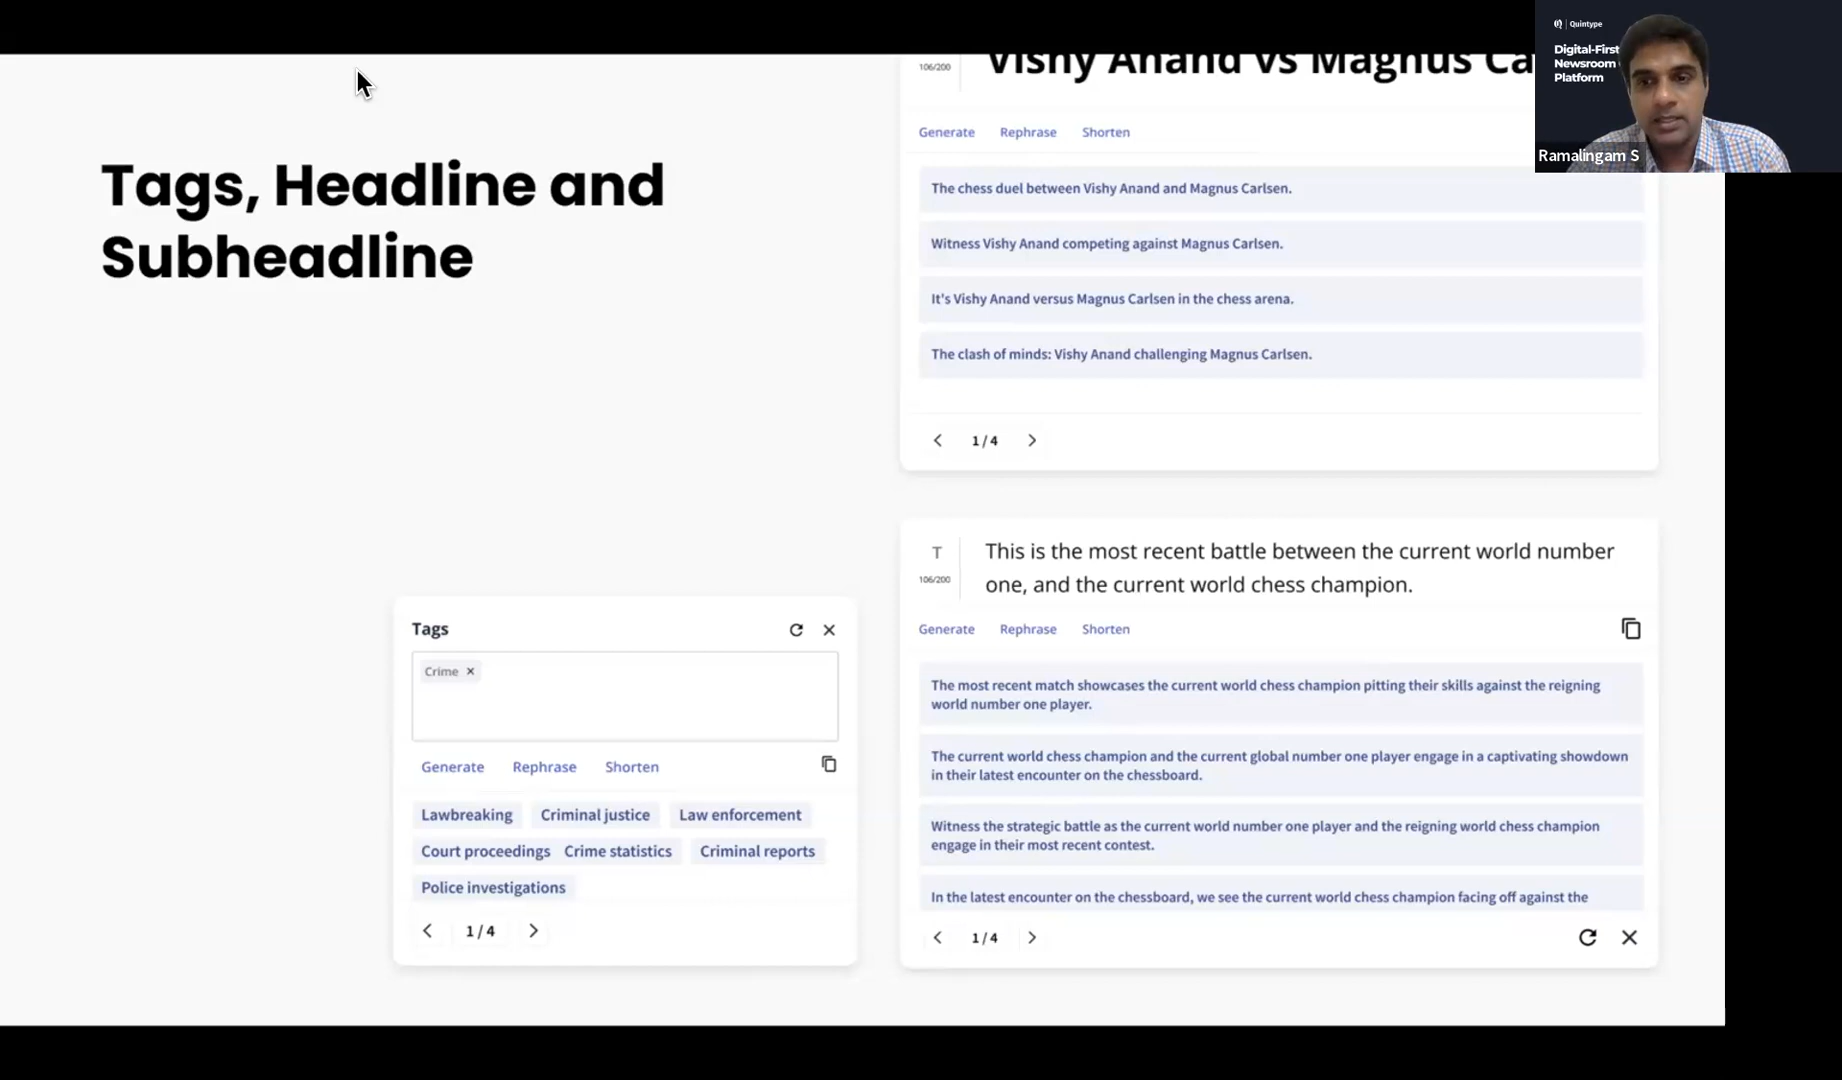 Quintype
Digital-First
Newsroom
Platform
Ramalingam S
Tags, Headline and
Subheadline
106/200
Vishy Anand vs Magnus
Generate Rephrase Shorten
The chess duel between Vishy Anand and Magnus Carlsen.
Witness Vishy Anand competing against Magnus Carlsen.
It's Vishy Anand versus Magnus Carlsen in the chess arena.
The clash of minds: Vishy Anand challenging Magnus Carlsen.
1 / 4
T
106/200
This is the most recent battle between the current world number
one, and the current world chess champion.
Generate Rephrase Shorten
The most recent match showcases the current world chess champion pitting their skills against the reigning
world number one player.
The current world chess champion and the current global number one player engage in a captivating showdown
in their latest encounter on the chessboard.
Witness the strategic battle as the current world number one player and the reigning world chess champion
engage in their most recent contest.
In the latest encounter on the chessboard, we see the current world chess champion facing off against the
1 / 4
Tags
Crime
Generate Rephrase Shorten
Lawbreaking Criminal justice Law enforcement
Court proceedings Crime statistics Criminal reports
Police investigations
1 / 4